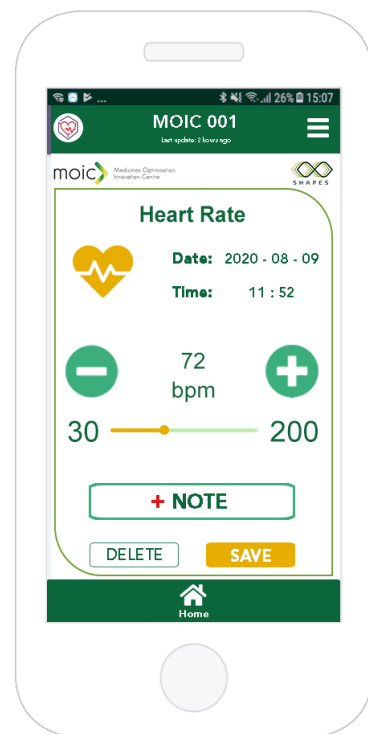 ... 26% 15:07
MOIC 001
Last update: 2 hours ago
moic Medicines Optimisation
Innovation Centre
SHAPES
Heart Rate
Date: 2020 - 08 - 09
Time: 11 : 52
72
bpm
30 200
+ NOTE
DELETE SAVE
Home